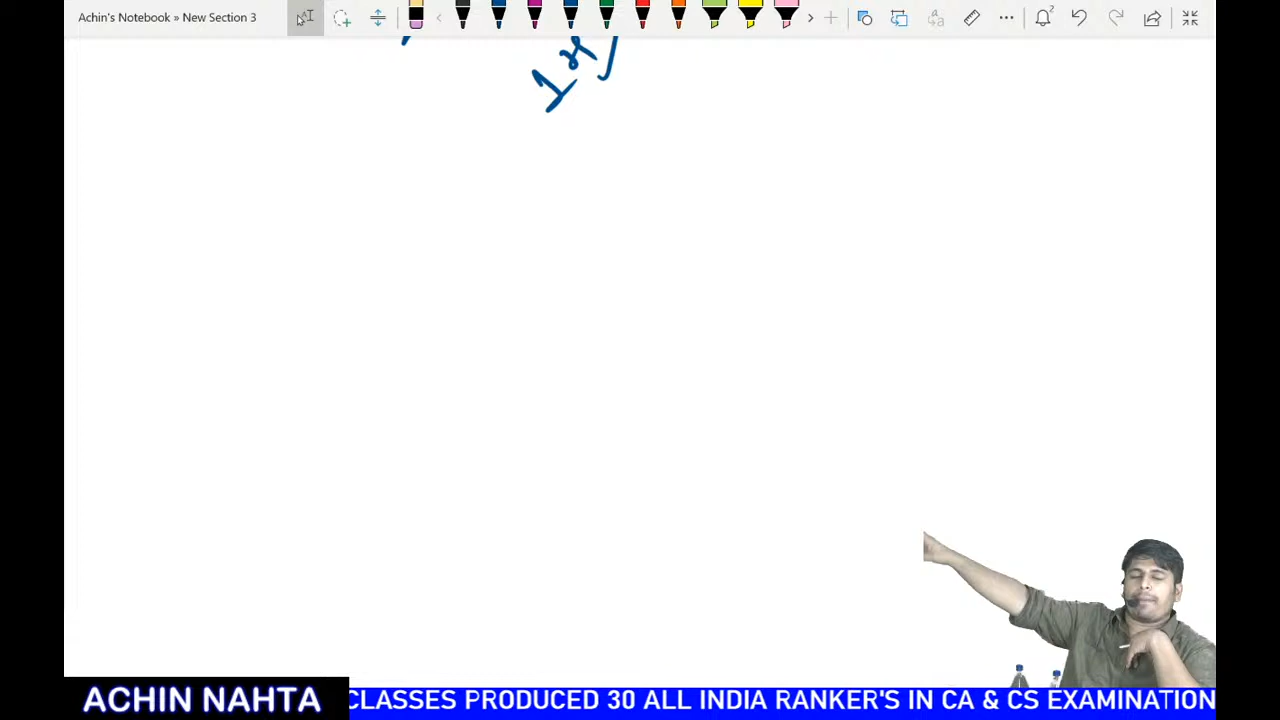 Achin's Notebook » New Section 3
ACHIN NAHTA
CLASSES PRODUCED 30 ALL INDIA RANKER'S IN CA & CS EXAMINATION